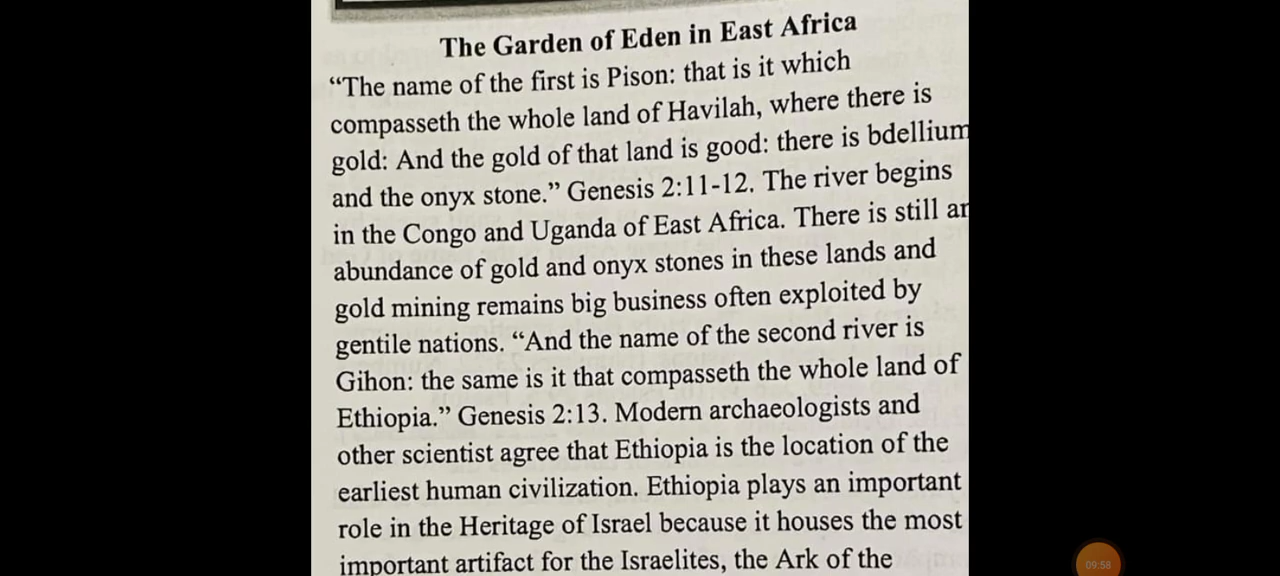 The Garden of Eden in East Africa
“The name of the first is Pison: that is it which
compasseth the whole land of Havilah, where there is
gold: And the gold of that land is good: there is bdellium
and the onyx stone.” Genesis 2:11-12. The river begins
in the Congo and Uganda of East Africa. There is still an
abundance of gold and onyx stones in these lands and
gold mining remains big business often exploited by
gentile nations. “And the name of the second river is
Gihon: the same is it that compasseth the whole land of
Ethiopia.” Genesis 2:13. Modern archaeologists and
other scientist agree that Ethiopia is the location of the
earliest human civilization. Ethiopia plays an important
role in the Heritage of Israel because it houses the most
important artifact for the Israelites, the Ark of the
09:58